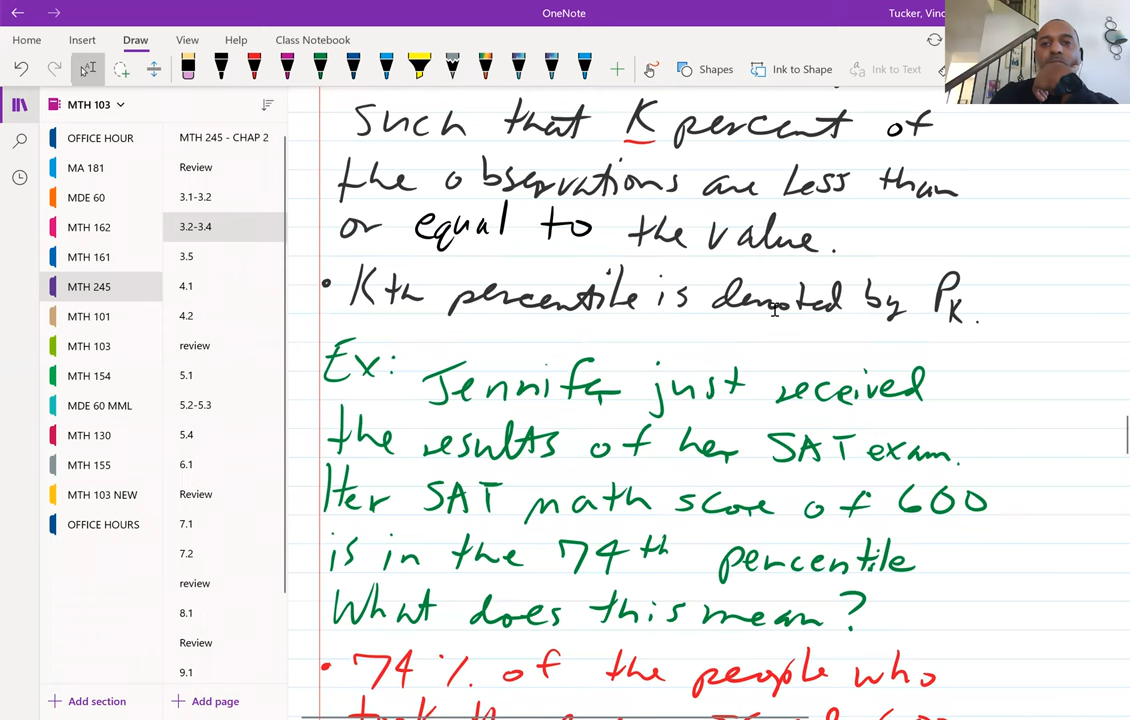 OneNote
Tucker, Vinc
Home
Insert
Draw
View
Help
Class Notebook
Shapes
Ink to Shape
Ink to Text
MTH 103
OFFICE HOUR
MA 181
MDE 60
MTH 162
MTH 161
MTH 245
MTH 101
MTH 103
MTH 154
MDE 60 MML
MTH 130
MTH 155
MTH 103 NEW
OFFICE HOURS
Add section
MTH 245 - CHAP 2
Review
3.1-3.2
3.2-3.4
3.5
4.1
4.2
review
5.1
5.2-5.3
5.4
6.1
Review
7.1
7.2
review
8.1
Review
9.1
Add page
Such that K percent of
the observations are less than
or equal to the value.
• Kth percentile is denoted by PK.
Ex: Jennifer just received
the results of her SAT exam.
Her SAT math score of 600
is in the 74th percentile
What does this mean?
• 74% of the people who